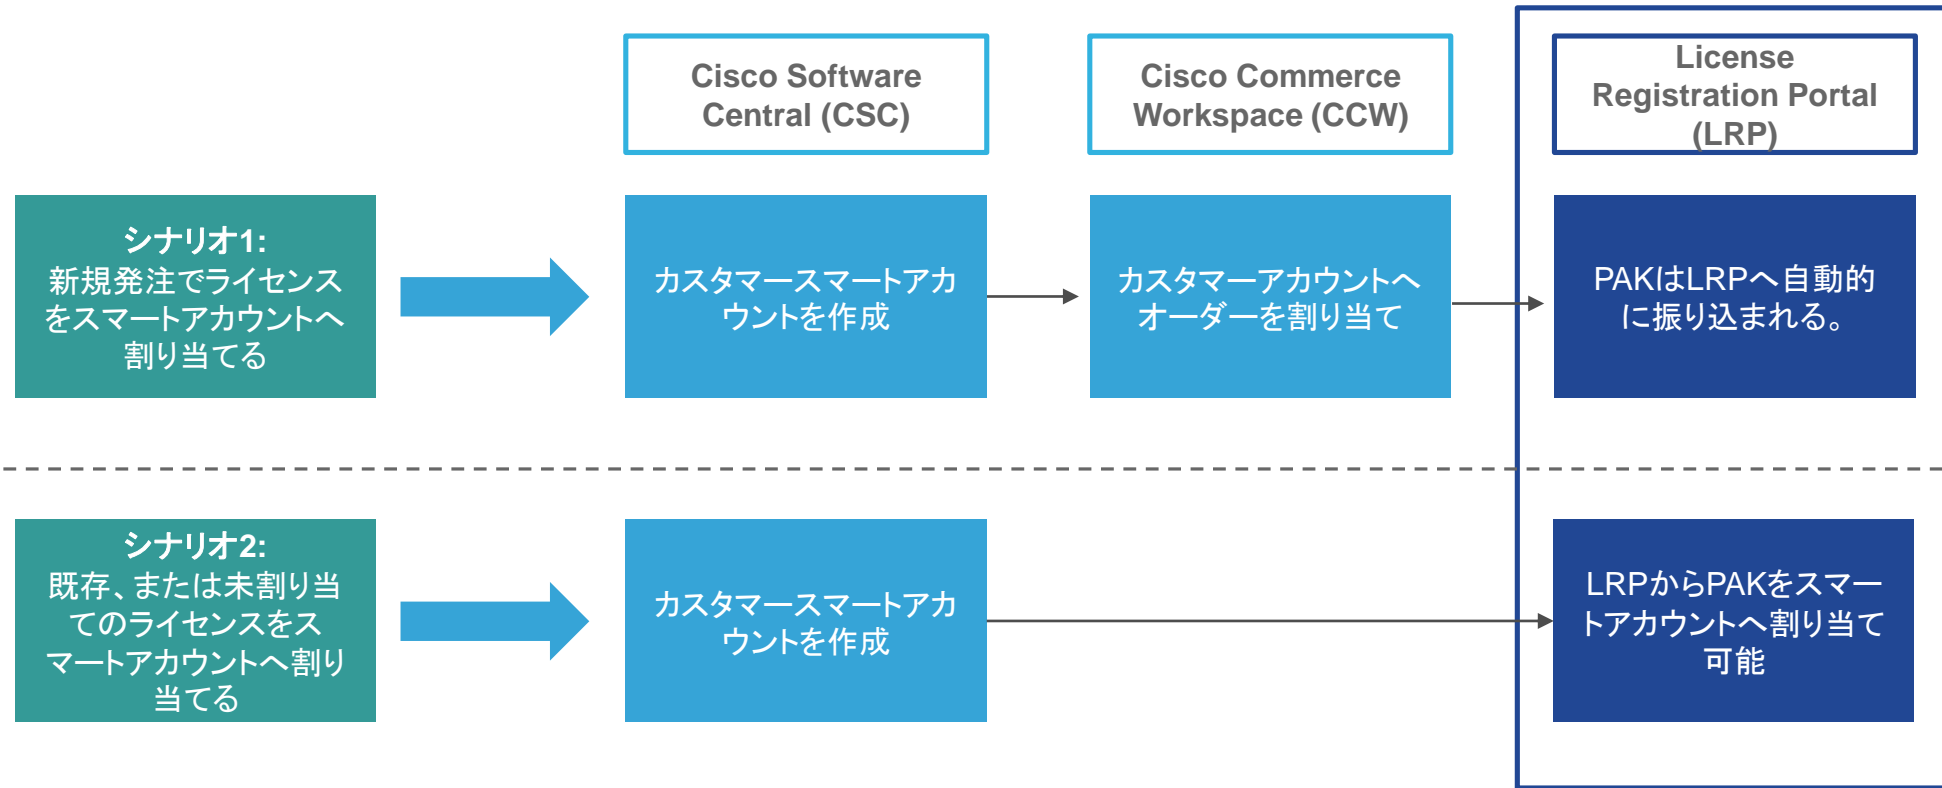 Cisco Software
Central (CSC)
Cisco Commerce
Workspace (CCW)
License
Registration Portal
(LRP)
シナリオ1:
新規発注でライセンス
をスマートアカウントへ
割り当てる
カスタマースマートアカ
ウントを作成
カスタマーアカウントへ
オーダーを割り当て
PAKはLRPへ自動的
に振り込まれる。
シナリオ2:
既存、または未割り当
てのライセンスをス
マートアカウントへ割り
当てる
カスタマースマートアカ
ウントを作成
LRPからPAKをスマー
トアカウントへ割り当て
可能